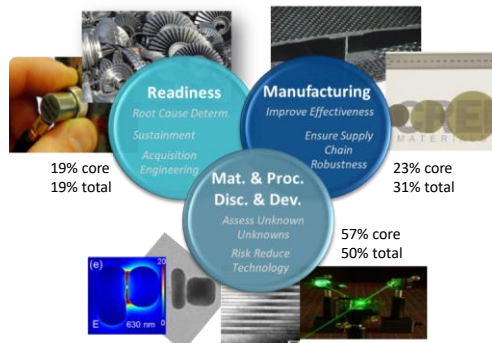 Readiness
Root Cause Determ.
Sustainment
Acquisition
Engineering
Manufacturing
Improve Effectiveness
Ensure Supply
Chain
Robustness
CREE
MATERIALS
19% core
19% total
23% core
31% total
Mat. & Proc.
Disc. & Dev.
Assess Unknown
Unknowns
Risk Reduce
Technology
57% core
50% total
(e)
20
0
E
630 nm